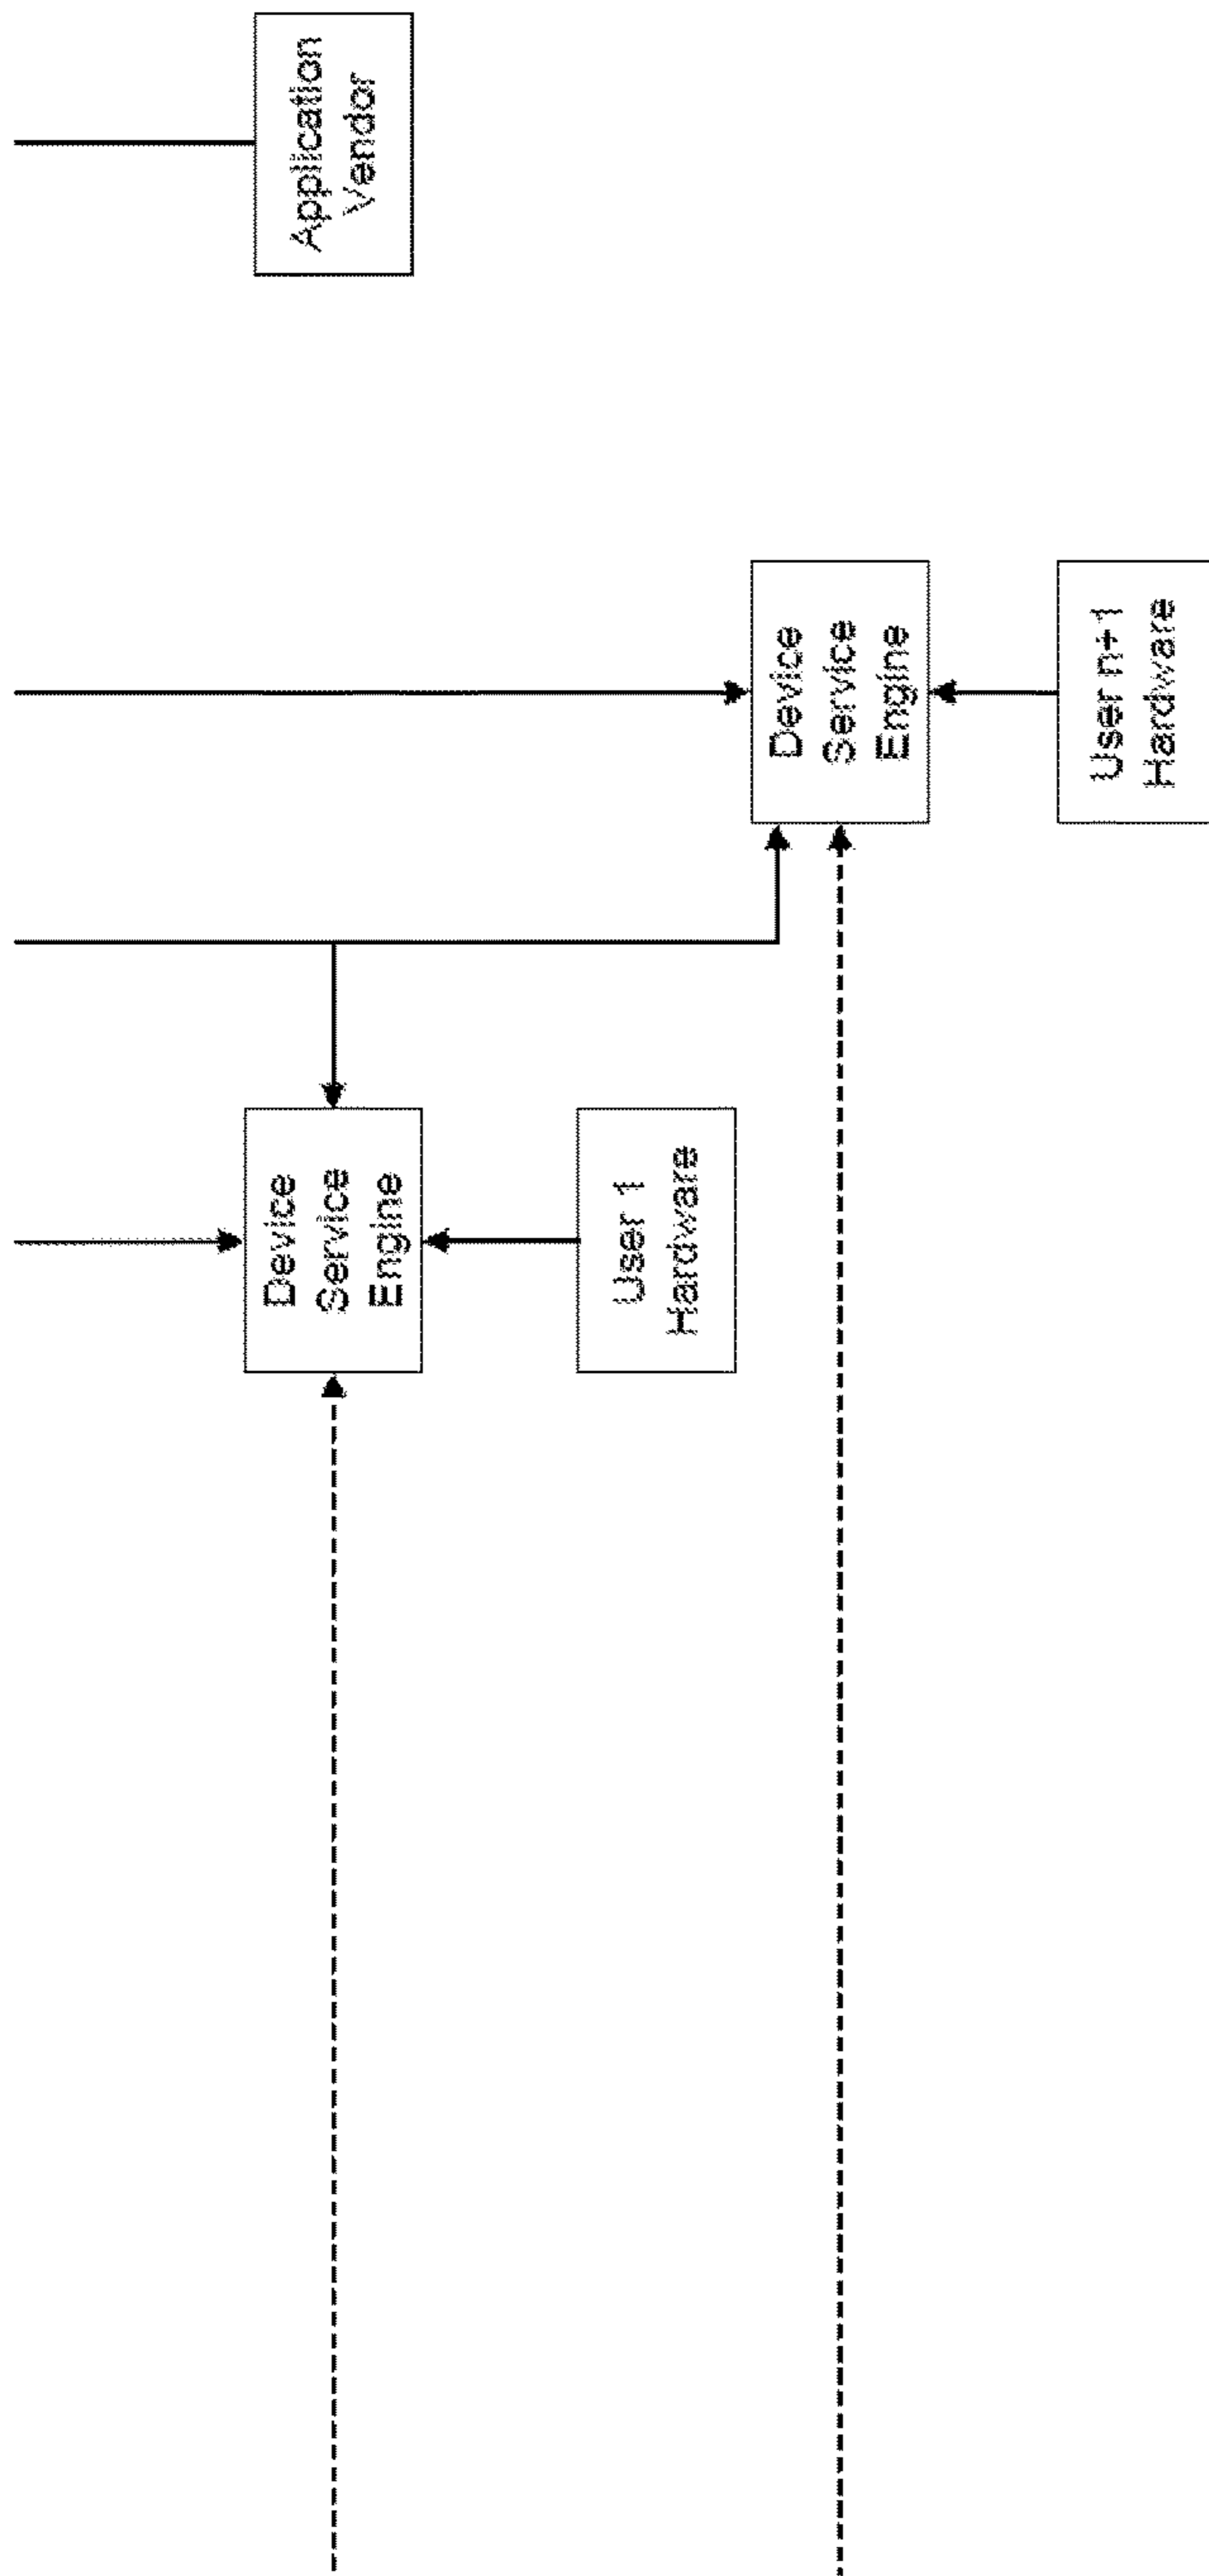 Application
Vendor
Device
Service
Engine
User n+1
Hardware
Device
Service
Engine
User 1
Hardware